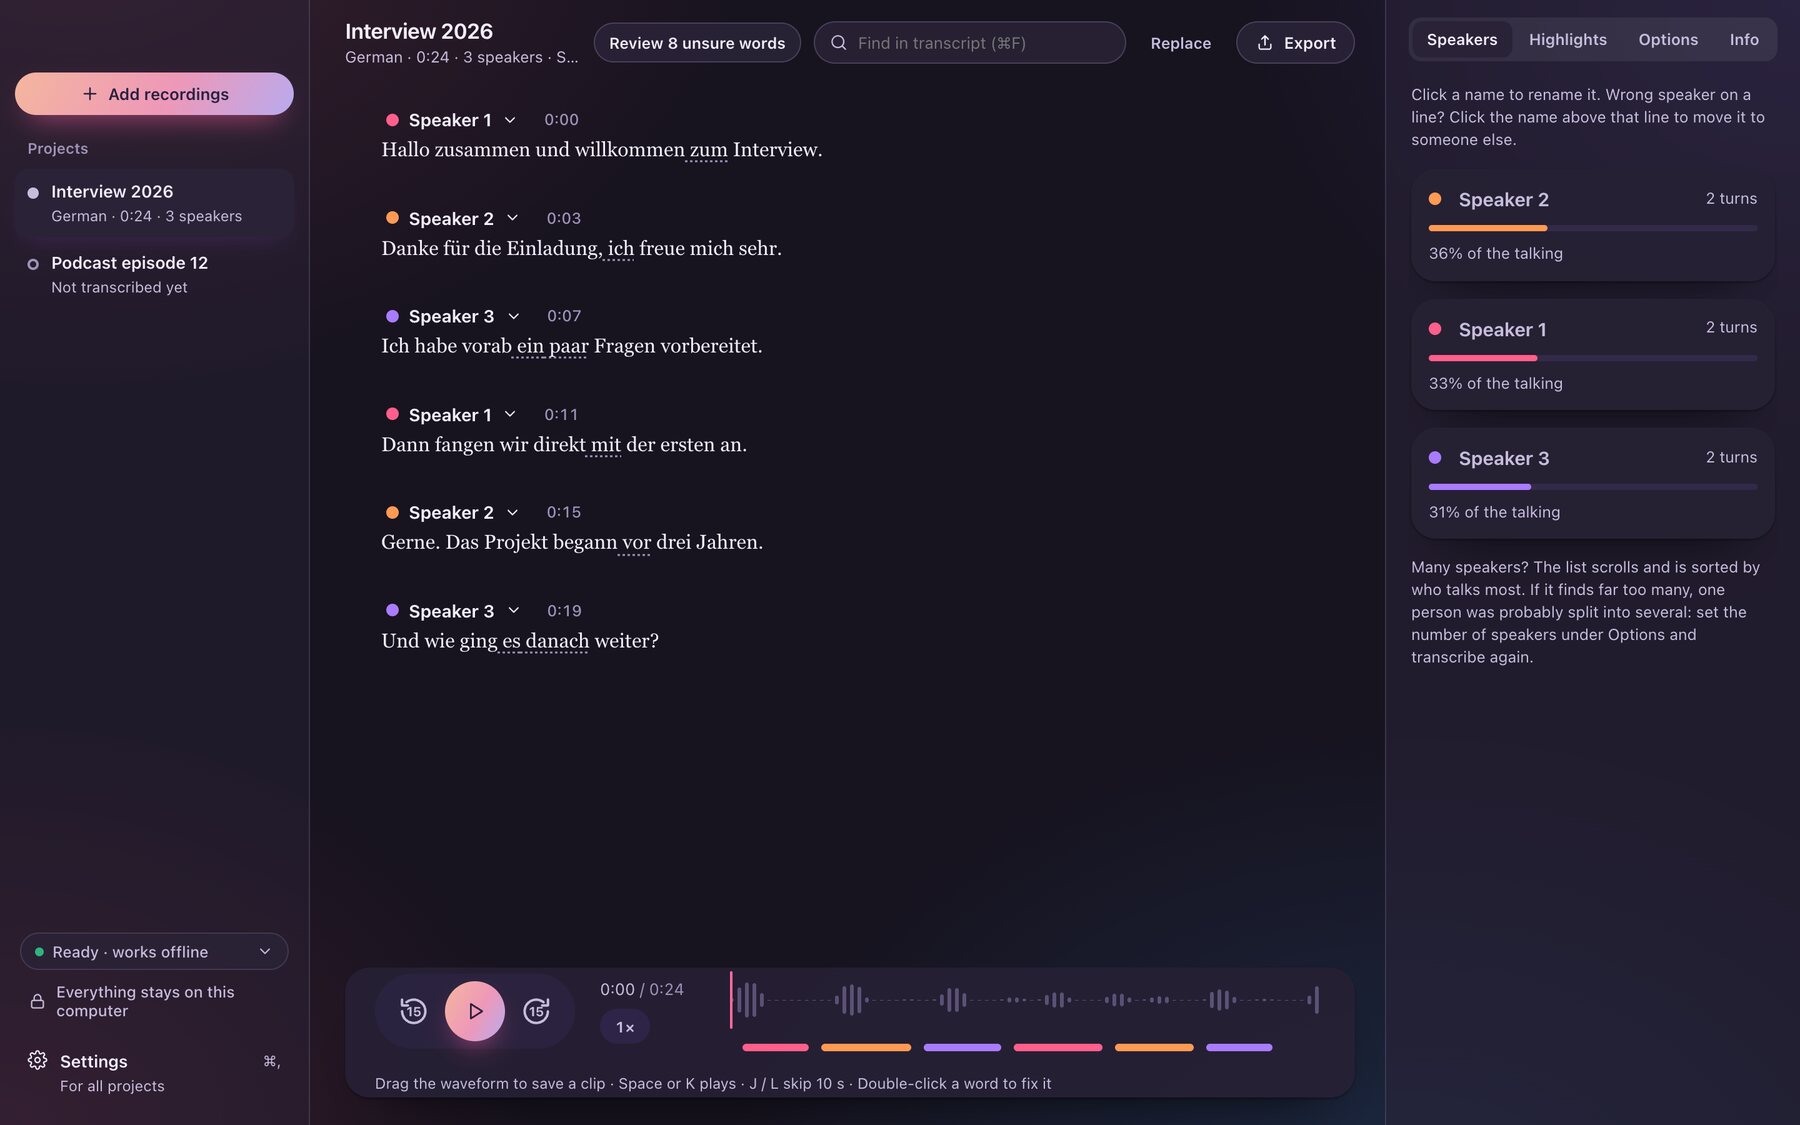 Add recordings
Projects
Interview 2026
German · 0:24 · 3 speakers
Podcast episode 12
Not transcribed yet
Ready · works offline
Everything stays on this
computer
Settings
⌘,
For all projects
Interview 2026
German · 0:24 · 3 speakers · S...
Review 8 unsure words
Find in transcript (⌘F)
Replace
Export
Speaker 1 0:00
Hallo zusammen und willkommen zum Interview.
Speaker 2 0:03
Danke für die Einladung, ich freue mich sehr.
Speaker 3 0:07
Ich habe vorab ein paar Fragen vorbereitet.
Speaker 1 0:11
Dann fangen wir direkt mit der ersten an.
Speaker 2 0:15
Gerne. Das Projekt begann vor drei Jahren.
Speaker 3 0:19
Und wie ging es danach weiter?
15
15
0:00 / 0:24
1×
Drag the waveform to save a clip · Space or K plays · J / L skip 10 s · Double-click a word to fix it
Speakers Highlights Options Info
Click a name to rename it. Wrong speaker on a
line? Click the name above that line to move it to
someone else.
Speaker 2 2 turns
36% of the talking
Speaker 1 2 turns
33% of the talking
Speaker 3 2 turns
31% of the talking
Many speakers? The list scrolls and is sorted by
who talks most. If it finds far too many, one
person was probably split into several: set the
number of speakers under Options and
transcribe again.